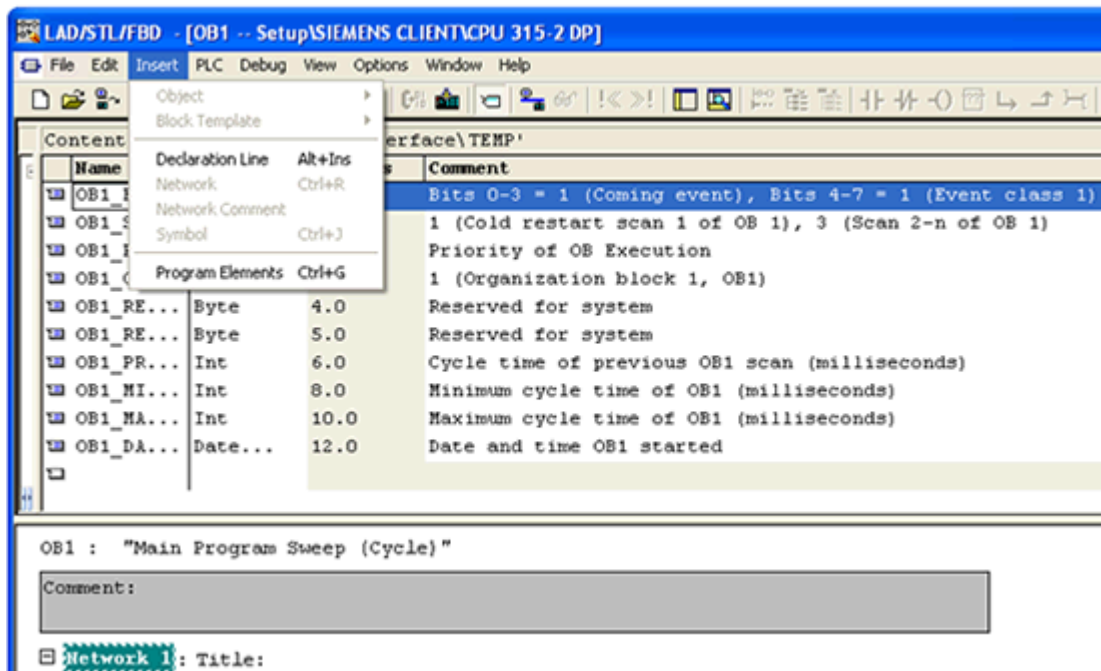 LAD/STL/FBD - [OB1 -- Setup\SIEMENS CLIENT\CPU 315-2 DP]
File Edit Insert PLC Debug View Options Window Help
Object
Block Template
Declaration Line Alt+Ins
Network Ctrl+R
Network Comment
Symbol Ctrl+J
Program Elements Ctrl+G
Content erface\TEMP'
Name s Comment
Bits 0-3 = 1 (Coming event), Bits 4-7 = 1 (Event class 1)
1 (Cold restart scan 1 of OB 1), 3 (Scan 2-n of OB 1)
Priority of OB Execution
1 (Organization block 1, OB1)
OB1_RE... Byte 4.0 Reserved for system
OB1_RE... Byte 5.0 Reserved for system
OB1_PR... Int 6.0 Cycle time of previous OB1 scan (milliseconds)
OB1_MI... Int 8.0 Minimum cycle time of OB1 (milliseconds)
OB1_MA... Int 10.0 Maximum cycle time of OB1 (milliseconds)
OB1_DA... Date... 12.0 Date and time OB1 started
OB1 : "Main Program Sweep (Cycle)"
Comment:
Network 1: Title: